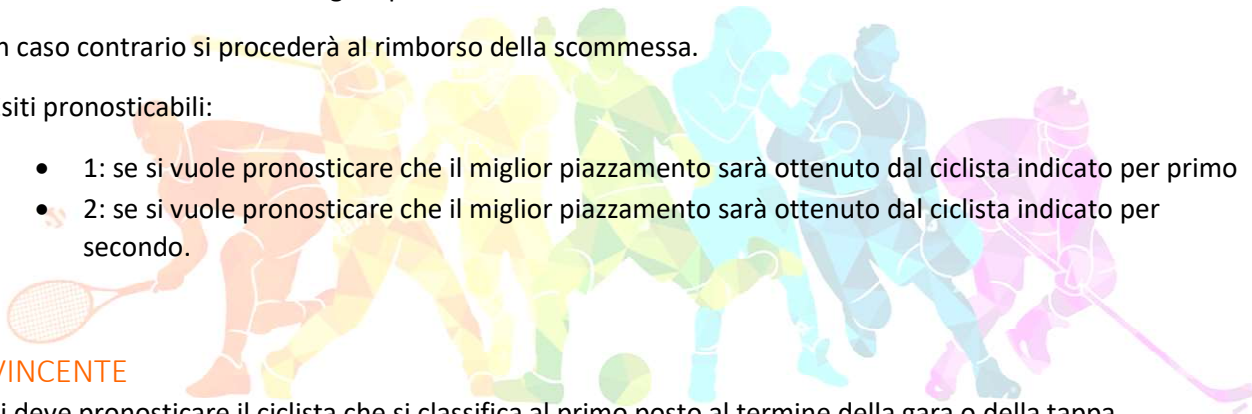 n caso contrario si procederà al rimborso della scommessa.
siti pronosticabili:
• 1: se si vuole pronosticare che il miglior piazzamento sarà ottenuto dal ciclista indicato per primo
• 2: se si vuole pronosticare che il miglior piazzamento sarà ottenuto dal ciclista indicato per
secondo.
VINCENTE
i deve pronosticare il ciclista che si classifica al primo posto al termine della gara o della tappa